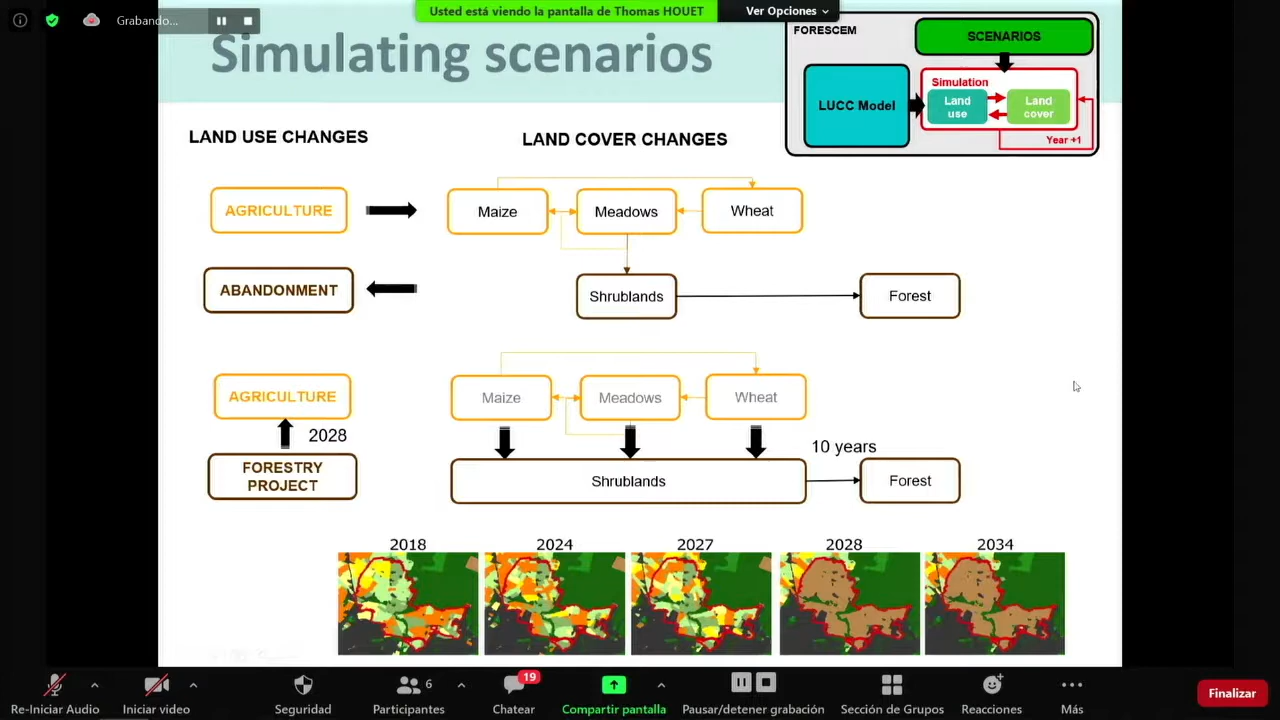 Grabando...
Usted está viendo la pantalla de Thomas HOUET
Ver Opciones
Simulating scenarios
FORESCEM
SCENARIOS
LUCC Model
Simulation
Land use
Land cover
Year +1
LAND USE CHANGES
LAND COVER CHANGES
AGRICULTURE
Maize
Meadows
Wheat
ABANDONMENT
Shrublands
Forest
AGRICULTURE
Maize
Meadows
Wheat
2028
10 years
FORESTRY
PROJECT
Shrublands
Forest
2018
2024
2027
2028
2034
19
6
Re-Iniciar Audio
Iniciar video
Seguridad
Participantes
Chatear
Compartir pantalla
Pausar/detener grabación
Sección de Grupos
Reacciones
Más
Finalizar